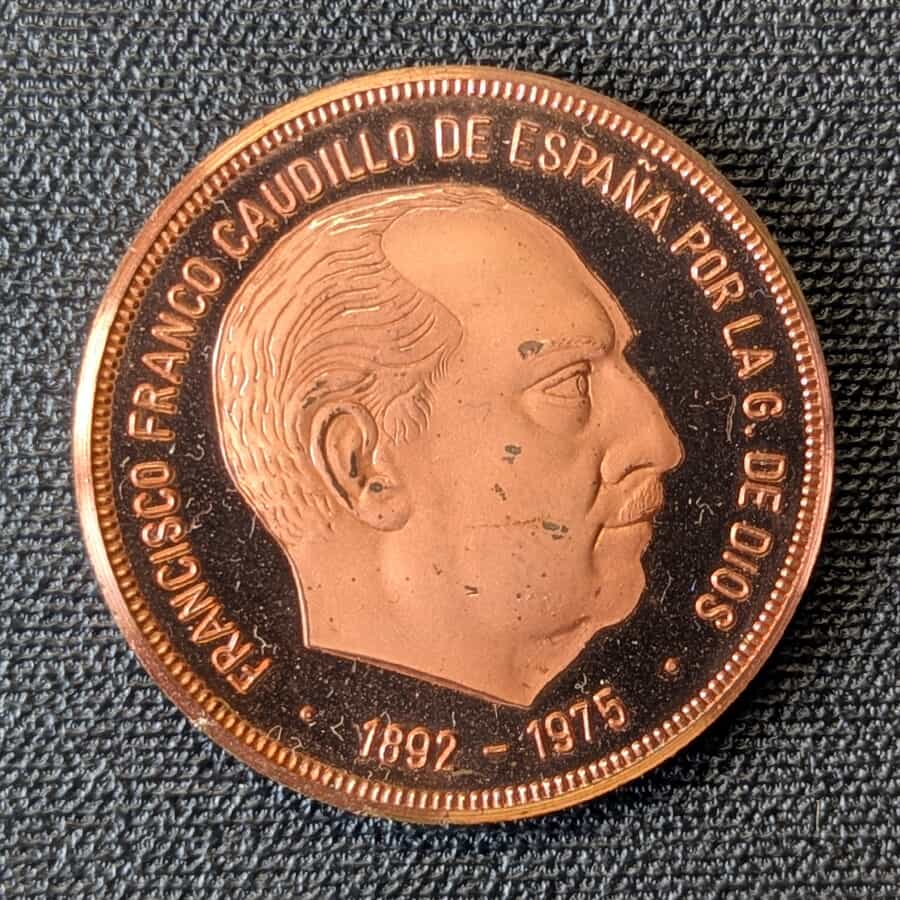 FRANCISCO FRANCO CAUDILLO DE ESPAÑA POR LA G. DE DIOS
• 1892 - 1975 •